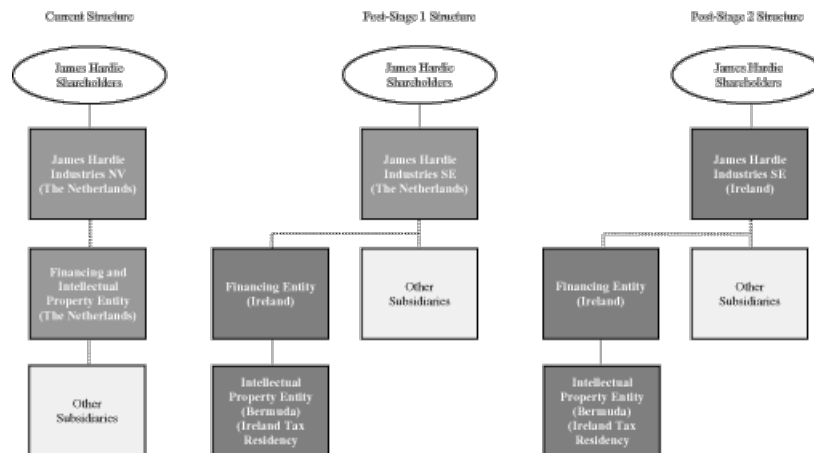 Current Structure
James Hardie
Shareholders
James Hardie
Industries NV
(The Netherlands)
Financing and
Intellectual
Property Entity
(The Netherlands)
Other
Subsidiaries
Post-Stage 1 Structure
James Hardie
Shareholders
James Hardie
Industries SE
(The Netherlands)
Financing Entity
(Ireland)
Other
Subsidiaries
Intellectual
Property Entity
(Bermuda)
(Ireland Tax
Residency
Post-Stage 2 Structure
James Hardie
Shareholders
James Hardie
Industries SE
(Ireland)
Financing Entity
(Ireland)
Other
Subsidiaries
Intellectual
Property Entity
(Bermuda)
(Ireland Tax
Residency